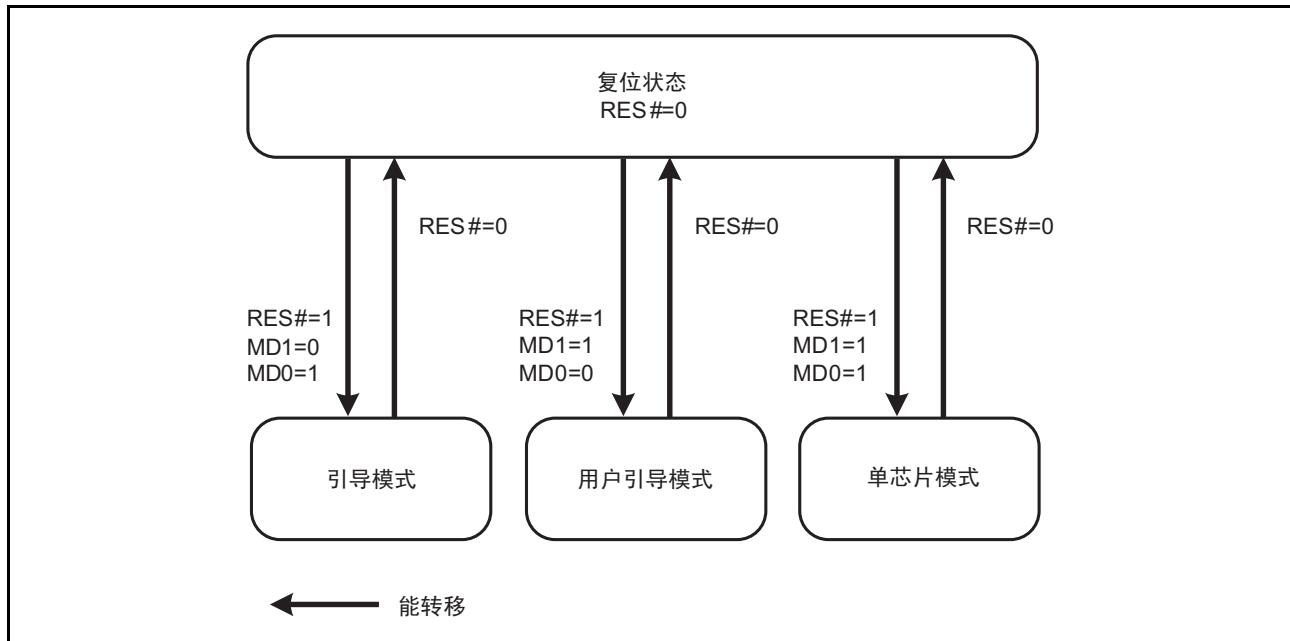 复位状态
RES#=0
RES#=0
RES#=0
RES#=0
RES#=1
MD1=0
MD0=1
RES#=1
MD1=1
MD0=0
RES#=1
MD1=1
MD0=1
引导模式
用户引导模式
单芯片模式
能转移